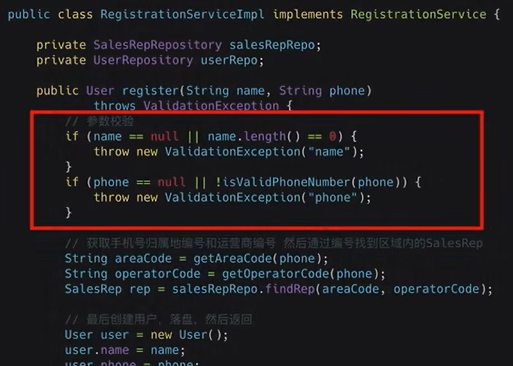 public class RegistrationServiceImpl implements RegistrationService {
private SalesRepRepository salesRepRepo;
private UserRepository userRepo;
public User register(String name, String phone)
throws ValidationException {
// 参数校验
if (name == null || name.length() == 0) {
throw new ValidationException("name");
}
if (phone == null || !isValidPhoneNumber(phone)) {
throw new ValidationException("phone");
}
// 获取手机号归属地编号和运营商编号 然后通过编号找到区域内的SalesRep
String areaCode = getAreaCode(phone);
String operatorCode = getOperatorCode(phone);
SalesRep rep = salesRepRepo.findRep(areaCode, operatorCode);
// 最后创建用户，落盘，然后返回
User user = new User();
user.name = name;
user.phone = phone;